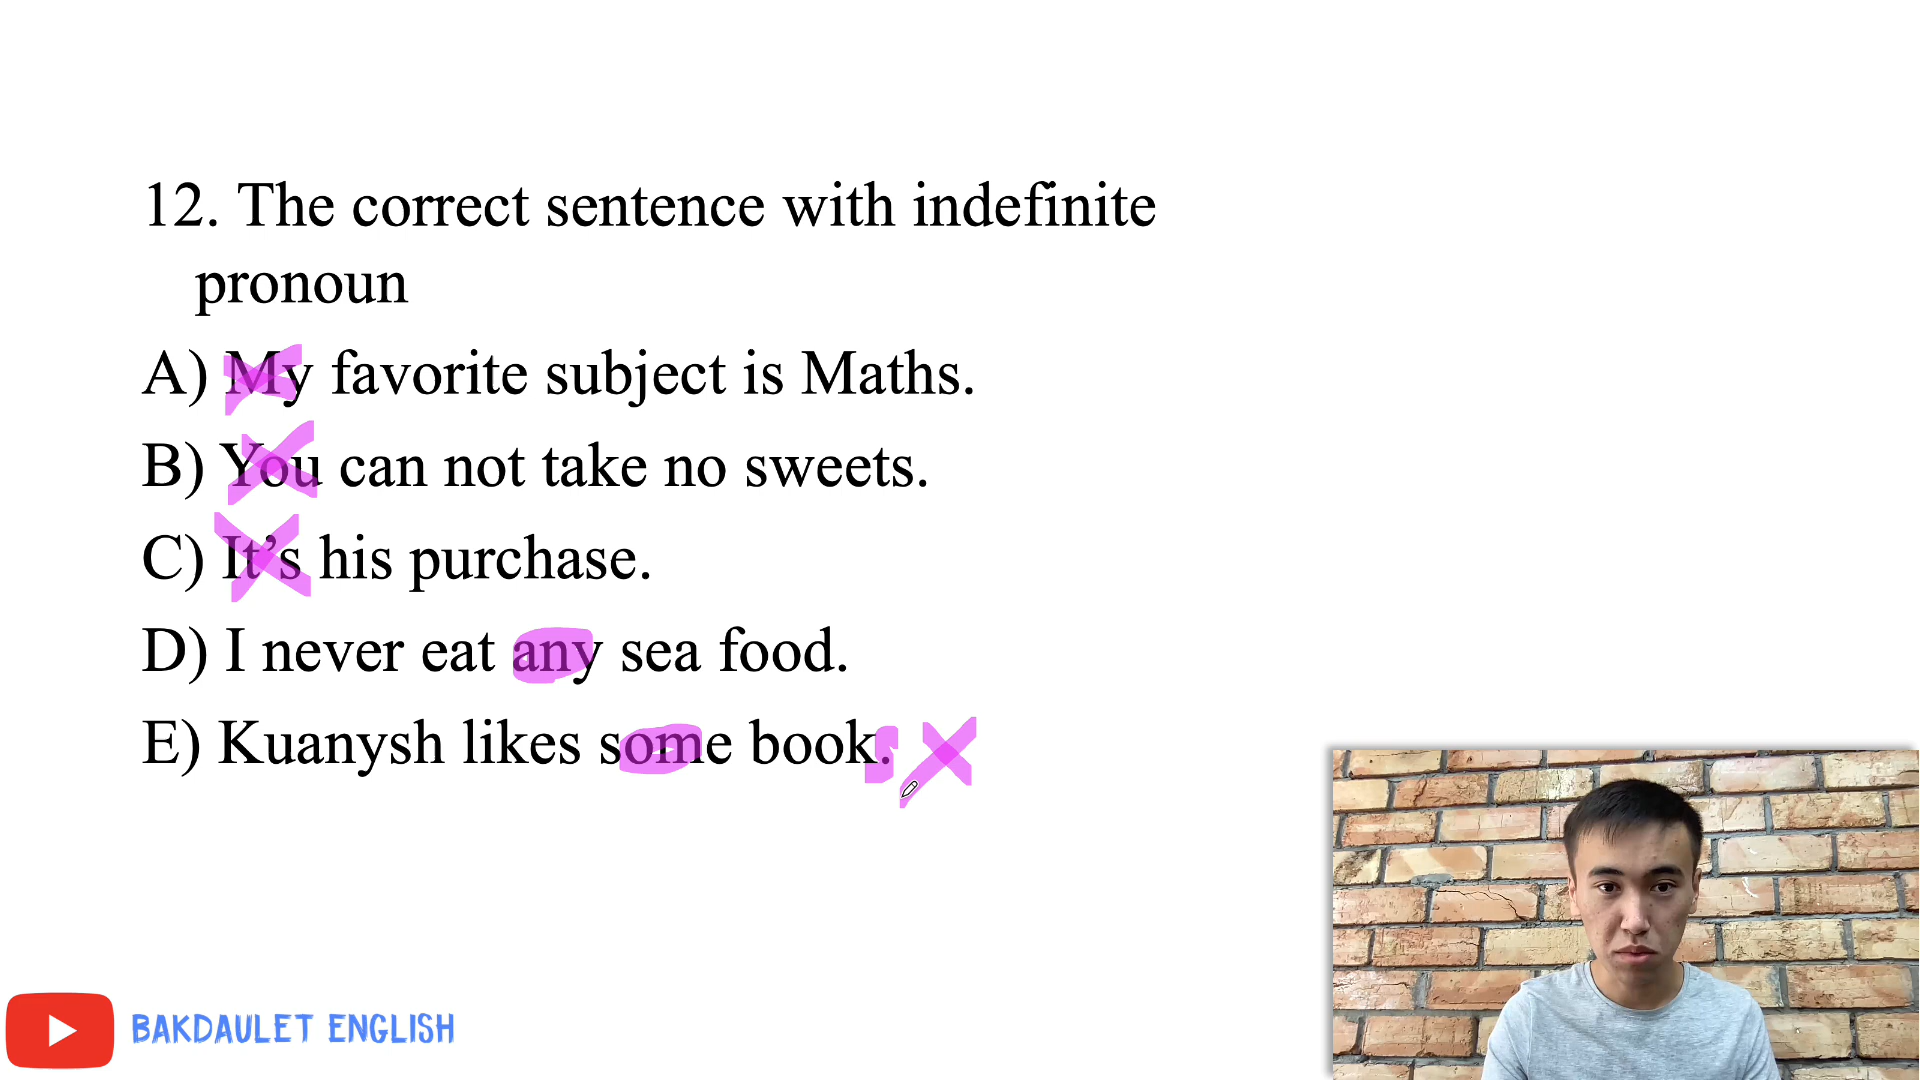 12. The correct sentence with indefinite
pronoun
A) My favorite subject is Maths.
B) You can not take no sweets.
C) It’s his purchase.
D) I never eat any sea food.
E) Kuanysh likes some book.s
BAKDAULET ENGLISH